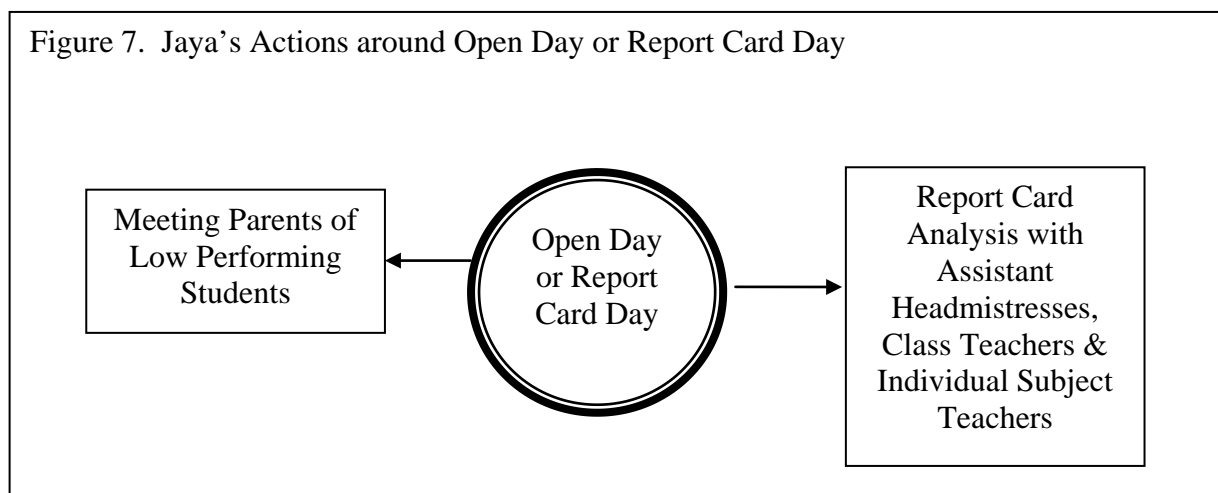 Figure 7.  Jaya’s Actions around Open Day or Report Card Day
Meeting Parents of
Low Performing
Students
Open Day
or Report
Card Day
Report Card
Analysis with
Assistant
Headmistresses,
Class Teachers &
Individual Subject
Teachers